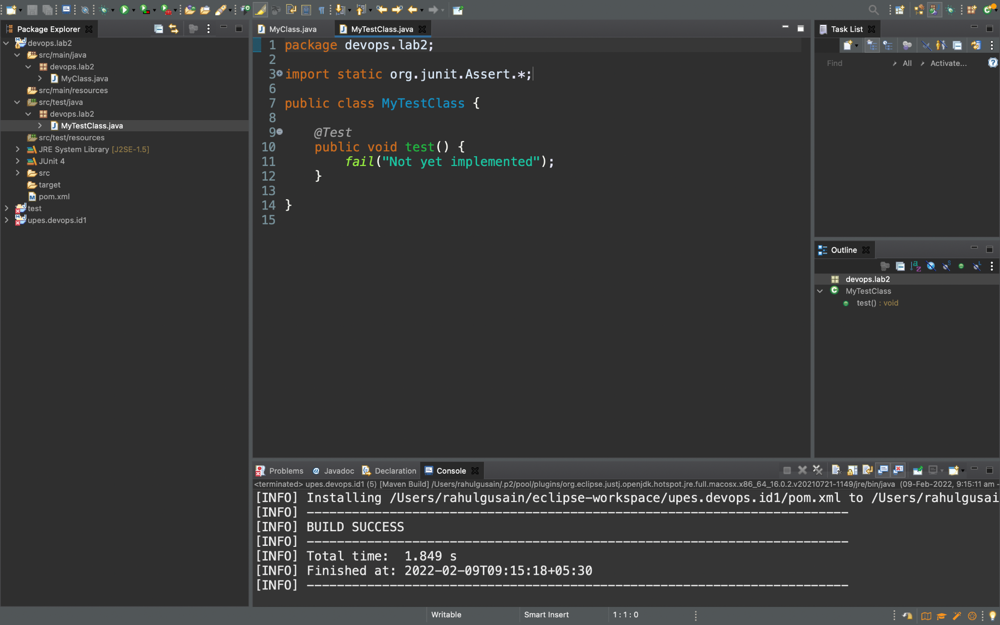 Package Explorer
devops.lab2
src/main/java
devops.lab2
MyClass.java
src/main/resources
src/test/java
devops.lab2
MyTestClass.java
src/test/resources
JRE System Library [J2SE-1.5]
JUnit 4
src
target
pom.xml
test
upes.devops.id1
MyClass.java
MyTestClass.java
1 package devops.lab2;
2
3 import static org.junit.Assert.*;
6
7 public class MyTestClass {
8
9 @Test
10 public void test() {
11 fail("Not yet implemented");
12 }
13
14 }
15
Task List
Find
All
Activate...
Outline
devops.lab2
MyTestClass
test() : void
Problems
Javadoc
Declaration
Console
<terminated> upes.devops.id1 (5) [Maven Build] /Users/rahulgusain/.p2/pool/plugins/org.eclipse.justj.openjdk.hotspot.jre.full.macosx.x86_64_16.0.2.v20210721-1149/jre/bin/java (09-Feb-2022, 9:15:11 am -
[INFO] Installing /Users/rahulgusain/eclipse-workspace/upes.devops.id1/pom.xml to /Users/rahulgusai
[INFO] ------------------------------------------------------------------------
[INFO] BUILD SUCCESS
[INFO] ------------------------------------------------------------------------
[INFO] Total time: 1.849 s
[INFO] Finished at: 2022-02-09T09:15:18+05:30
[INFO] ------------------------------------------------------------------------
Writable
Smart Insert
1 : 1 : 0